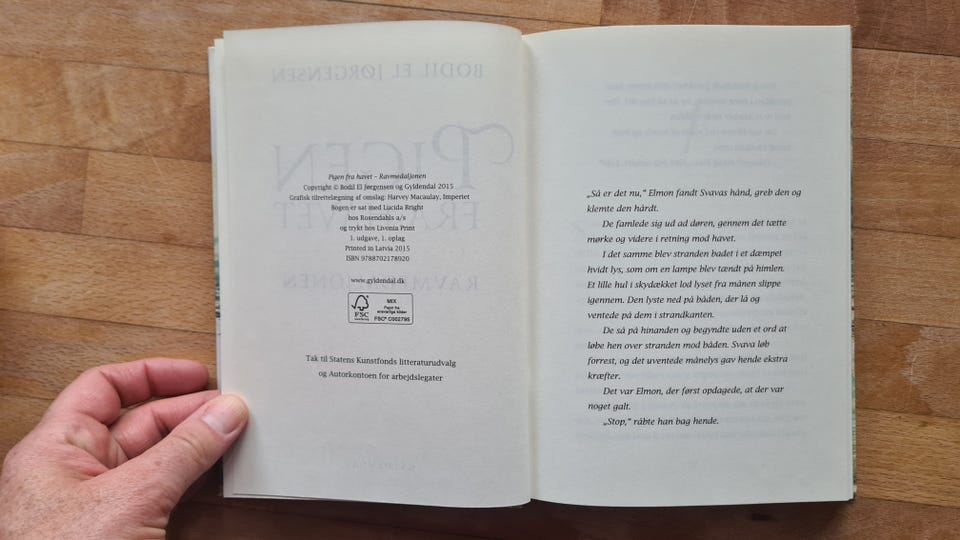 Pigen fra havet – Ravmedaljonen
Copyright © Bodil El Jørgensen og Gyldendal 2015
Grafisk tilrettelægning af omslag: Harvey Macaulay, Imperiet
Bogen er sat med Lucida Bright
hos Rosendahls a/s
og trykt hos Livonia Print
1. udgave, 1. oplag
Printed in Latvia 2015
ISBN 9788702178920
www.gyldendal.dk
FSC
MIX
Papir fra
ansvarlige kilder
FSC® C002795
Tak til Statens Kunstfonds litteraturudvalg
og Autorkontoen for arbejdslegater
„Så er det nu,“ Elmon fandt Svavas hånd, greb den og
klemte den hårdt.
De famlede sig ud ad døren, gennem det tætte
mørke og videre i retning mod havet.
I det samme blev stranden badet i et dæmpet
hvidt lys, som om en lampe blev tændt på himlen.
Et lille hul i skydækket lod lyset fra månen slippe
igennem. Den lyste ned på båden, der lå og
ventede på dem i strandkanten.
De så på hinanden og begyndte uden et ord at
løbe hen over stranden mod båden. Svava løb
forrest, og det uventede månelys gav hende ekstra
kræfter.
Det var Elmon, der først opdagede, at der var
noget galt.
„Stop,“ råbte han bag hende.